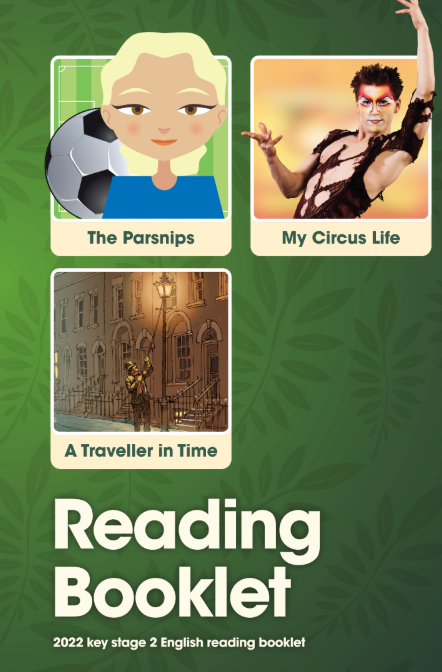 The Parsnips
My Circus Life
A Traveller in Time
Reading
Booklet
2022 key stage 2 English reading booklet